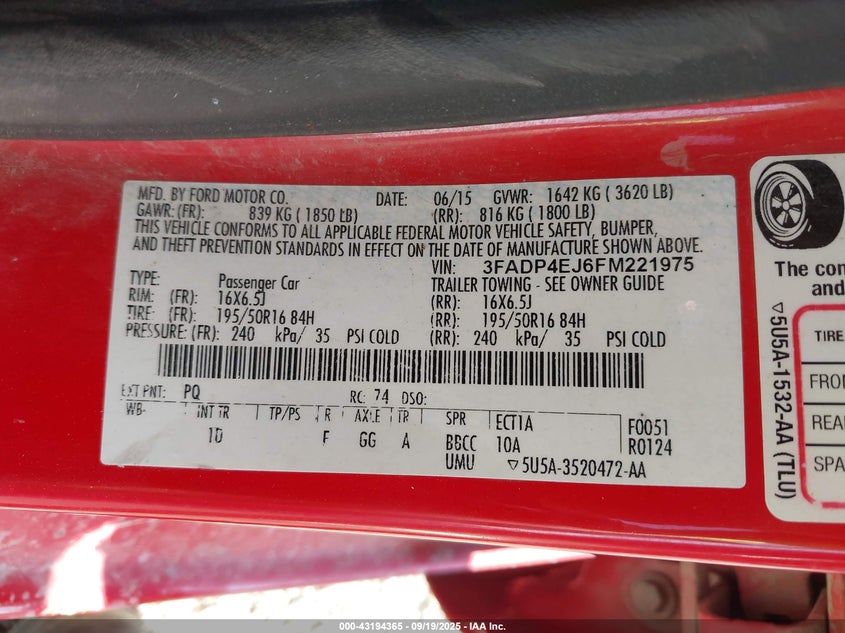 MFD. BY FORD MOTOR CO. DATE: 06/15 GVWR: 1642 KG ( 3620 LB)
GAWR: (FR): 839 KG ( 1850 LB) (RR): 816 KG ( 1800 LB)
THIS VEHICLE CONFORMS TO ALL APPLICABLE FEDERAL MOTOR VEHICLE SAFETY, BUMPER,
AND THEFT PREVENTION STANDARDS IN EFFECT ON THE DATE OF MANUFACTURE SHOWN ABOVE.
VIN: 3FADP4EJ6FM221975
TYPE: Passenger Car TRAILER TOWING - SEE OWNER GUIDE
RIM: (FR): 16X6.5J (RR): 16X6.5J
TIRE: (FR): 195/50R16 84H (RR): 195/50R16 84H
PRESSURE: (FR): 240 kPa/ 35 PSI COLD (RR): 240 kPa/ 35 PSI COLD
EXT PNT: PQ RC: 74 DSO:
WB- INT TR TP/PS R AXLE TR SPR ECT1A F0051
1D F GG A BBCC 10A R0124
UMU ▽5U5A-3520472-AA
The con
and
▽5U5A-1532-AA (TLU)
TIRE
FRO
REA
SPA
000-43194365 - 09/19/2025 - IAA Inc.